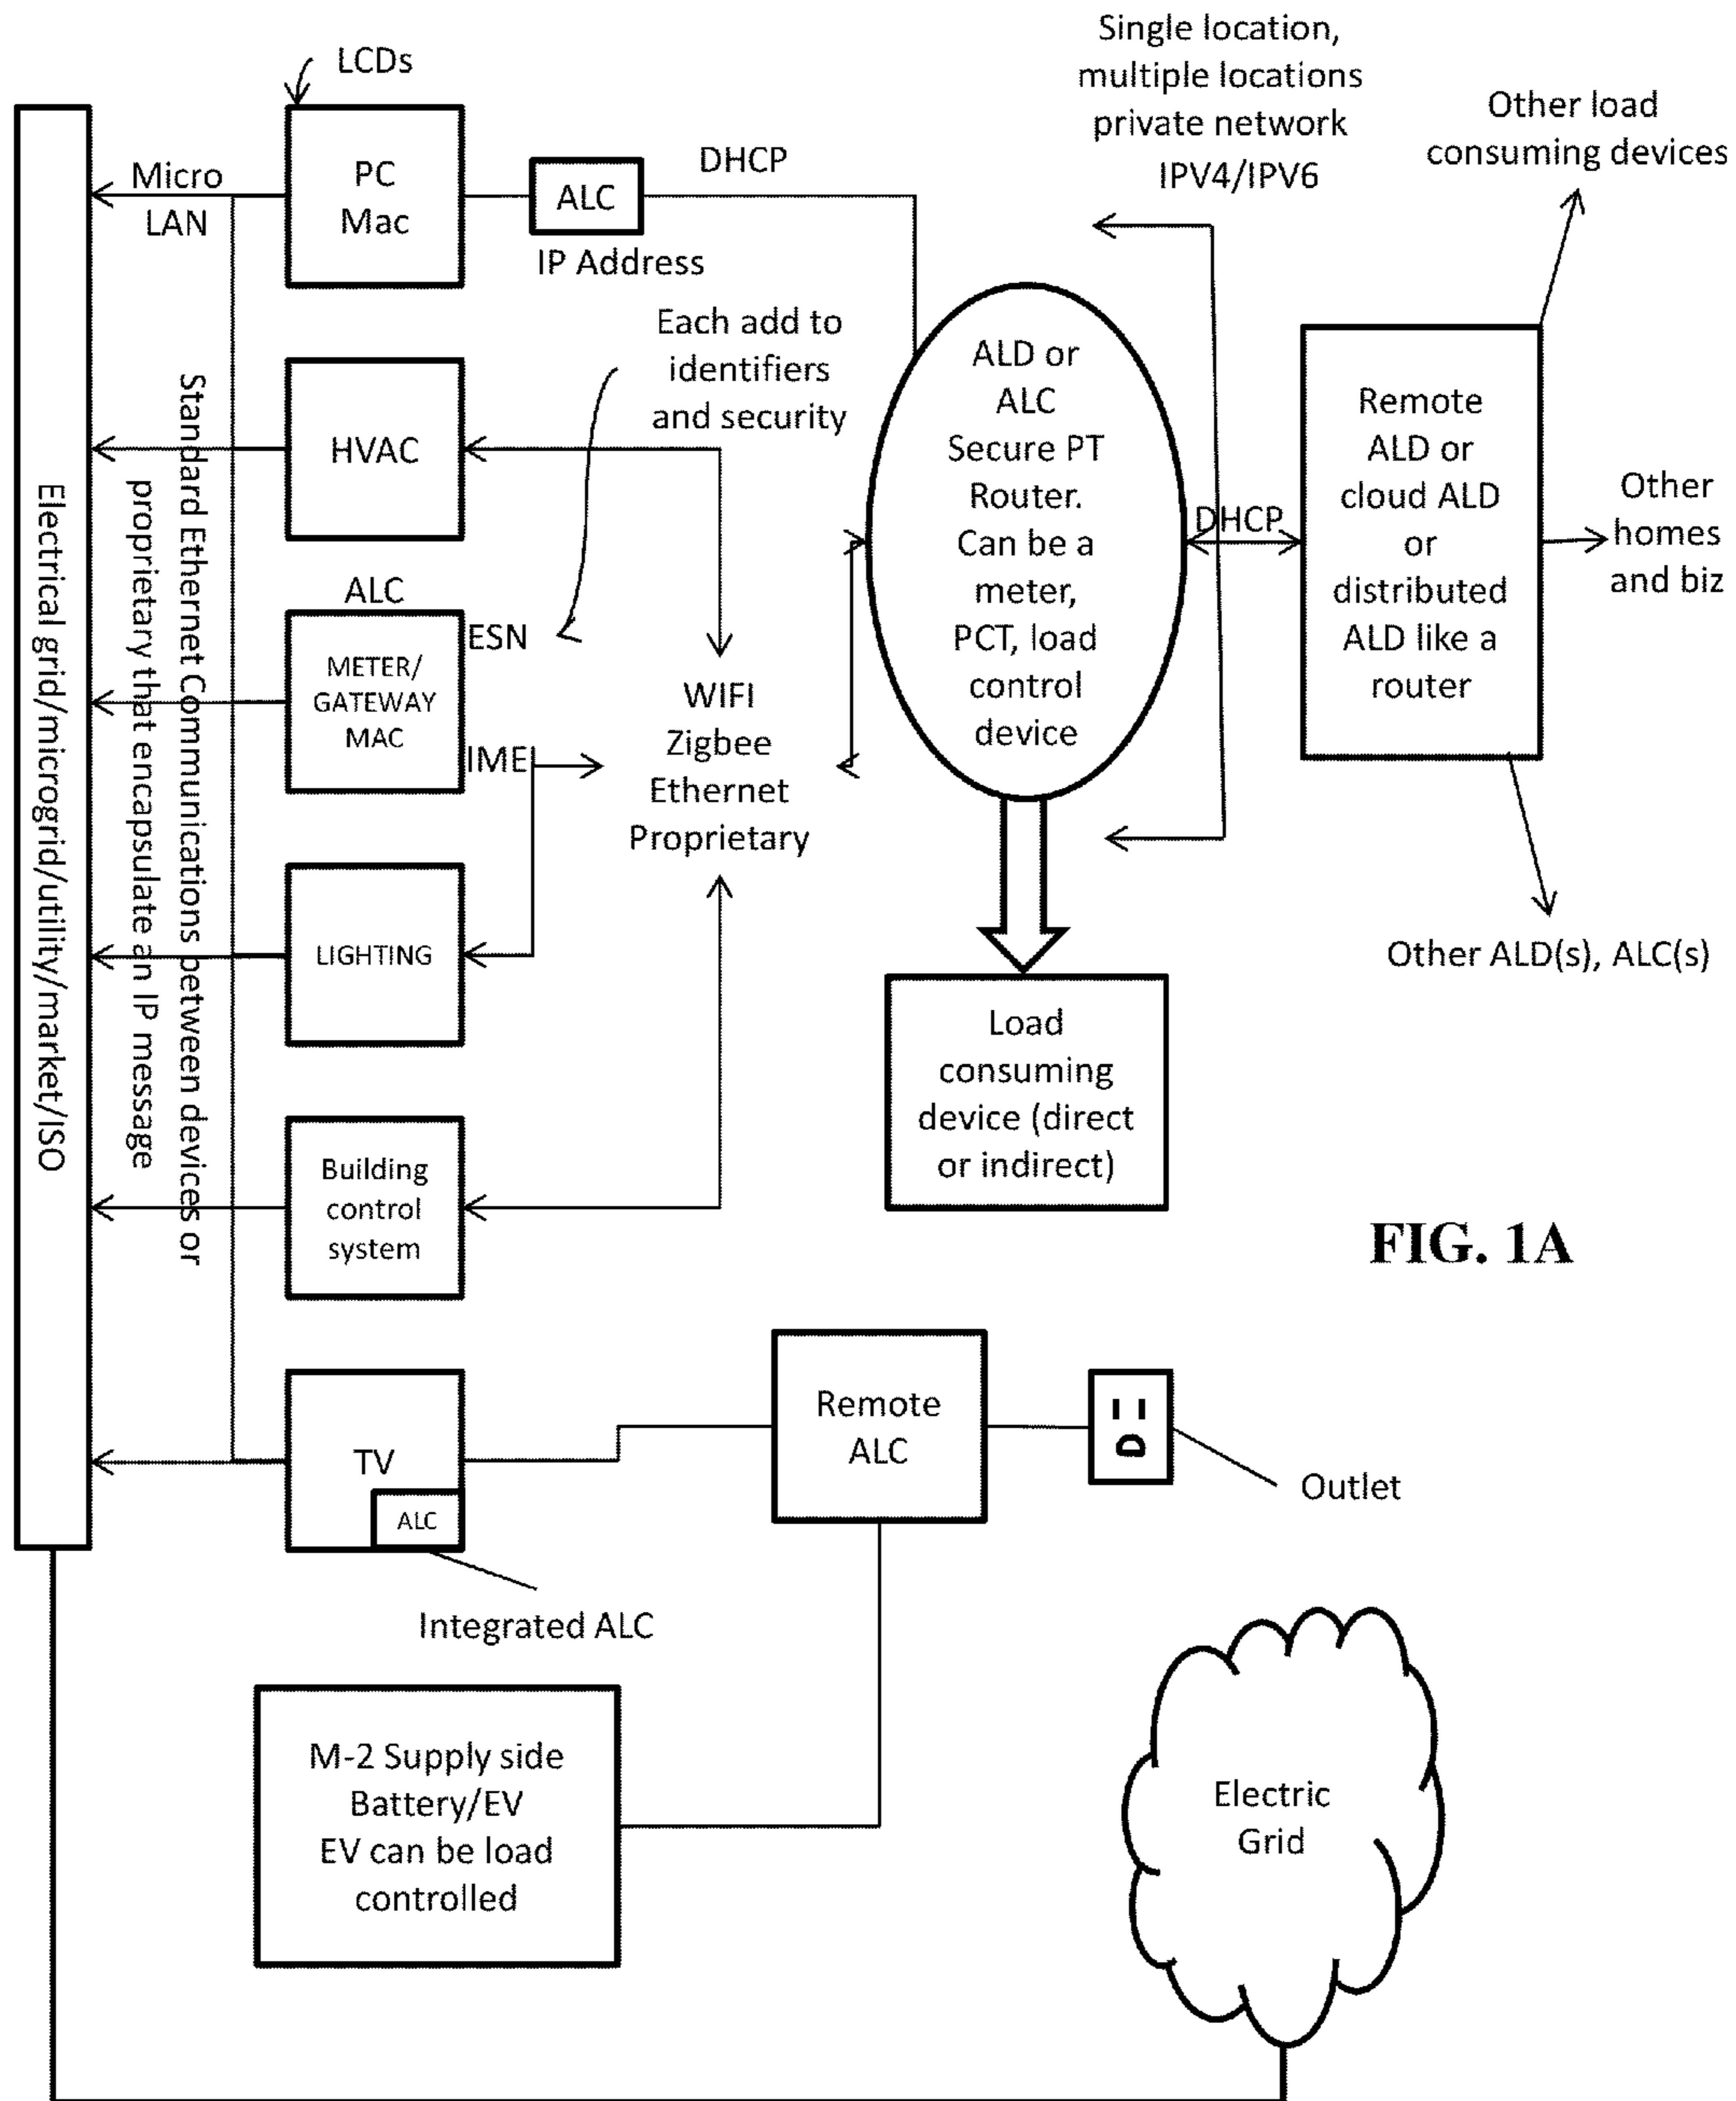 LCDs
Single location,
multiple locations
private network
IPV4/IPV6
Other load
consuming devices
Micro
LAN
PC
Mac
ALC
DHCP
IP Address
Each add to
identifiers
and security
HVAC
ALD or
ALC
Secure PT
Router.
Can be a
meter,
PCT, load
control
device
DHCP
Remote
ALD or
cloud ALD
or
distributed
ALD like a
router
Other
homes
and biz
Electrical grid/microgrid/utility/market/ISO
Standard Ethernet Communications between devices or
proprietary that encapsulate an IP message
ALC
METER/
GATEWAY
MAC
ESN
IMEI
WIFI
Zigbee
Ethernet
Proprietary
LIGHTING
Other ALD(s), ALC(s)
Load
consuming
device (direct
or indirect)
Building
control
system
FIG. 1A
TV
ALC
Remote
ALC
Outlet
Integrated ALC
M-2 Supply side
Battery/EV
EV can be load
controlled
Electric
Grid